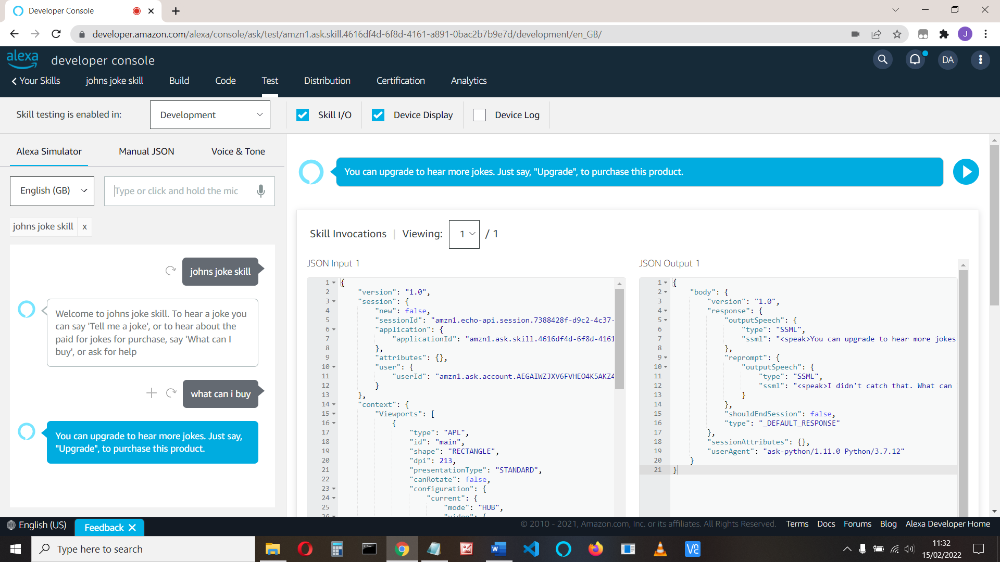 Developer Console
developer.amazon.com/alexa/console/ask/test/amzn1.ask.skill.4616df4d-6f8d-4161-a891-0bac2b7b9e7d/development/en_GB/
J
alexa developer console
DA
Your Skills johns joke skill Build Code Test Distribution Certification Analytics
Skill testing is enabled in: Development Skill I/O Device Display Device Log
Alexa Simulator Manual JSON Voice & Tone
English (GB) Type or click and hold the mic
johns joke skill x
johns joke skill
Welcome to johns joke skill. To hear a joke you
can say 'Tell me a joke', or to hear about the
paid for jokes for purchase, say 'What can I
buy', or ask for help
what can i buy
You can upgrade to hear more jokes. Just say,
"Upgrade", to purchase this product.
You can upgrade to hear more jokes. Just say, "Upgrade", to purchase this product.
Skill Invocations | Viewing: 1 / 1
JSON Input 1
1 {
2 "version": "1.0",
3 "session": {
4 "new": false,
5 "sessionId": "amzn1.echo-api.session.7388428f-d9c2-4c37-
6 "application": {
7 "applicationId": "amzn1.ask.skill.4616df4d-6f8d-4161
8 },
9 "attributes": {},
10 "user": {
11 "userId": "amzn1.ask.account.AEGAIWZJXV6FVHEO4K5AKZ4
12 }
13 },
14 "context": {
15 "Viewports": [
16 {
17 "type": "APL",
18 "id": "main",
19 "shape": "RECTANGLE",
20 "dpi": 213,
21 "presentationType": "STANDARD",
22 "canRotate": false,
23 "configuration": {
24 "current": {
25 "mode": "HUB",
26 "video": {
JSON Output 1
1 {
2 "body": {
3 "version": "1.0",
4 "response": {
5 "outputSpeech": {
6 "type": "SSML",
7 "ssml": "<speak>You can upgrade to hear more jokes
8 },
9 "reprompt": {
10 "outputSpeech": {
11 "type": "SSML",
12 "ssml": "<speak>I didn't catch that. What can
13 }
14 },
15 "shouldEndSession": false,
16 "type": "_DEFAULT_RESPONSE"
17 },
18 "sessionAttributes": {},
19 "userAgent": "ask-python/1.11.0 Python/3.7.12"
20 }
21 }
English (US) Feedback X © 2010 - 2021, Amazon.com, Inc. or its affiliates. All Rights Reserved. Terms Docs Forums Blog Alexa Developer Home
Type here to search
11:32
15/02/2022